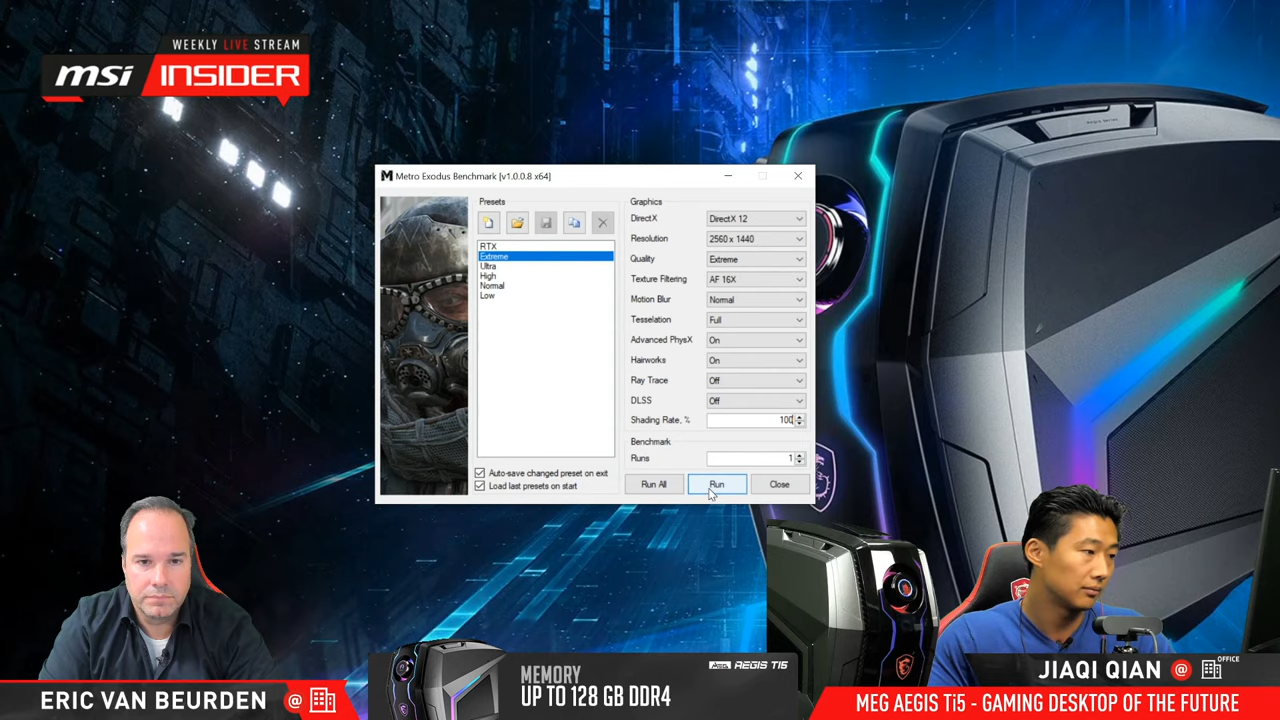 WEEKLY LIVE STREAM
msi INSIDER
Metro Exodus Benchmark [v1.0.0.8 x64]
Presets
RTX
Extreme
Ultra
High
Normal
Low
Auto-save changed preset on exit
Load last presets on start
Graphics
DirectX DirectX 12
Resolution 2560 x 1440
Quality Extreme
Texture Filtering AF 16X
Motion Blur Normal
Tesselation Full
Advanced PhysX On
Hairworks On
Ray Trace Off
DLSS Off
Shading Rate, % 100
Benchmark
Runs 1
Run All Run Close
ERIC VAN BEURDEN @
MEMORY
UP TO 128 GB DDR4
AEGIS Ti5
JIAQI QIAN @ OFFICE
MEG AEGIS Ti5 - GAMING DESKTOP OF THE FUTURE